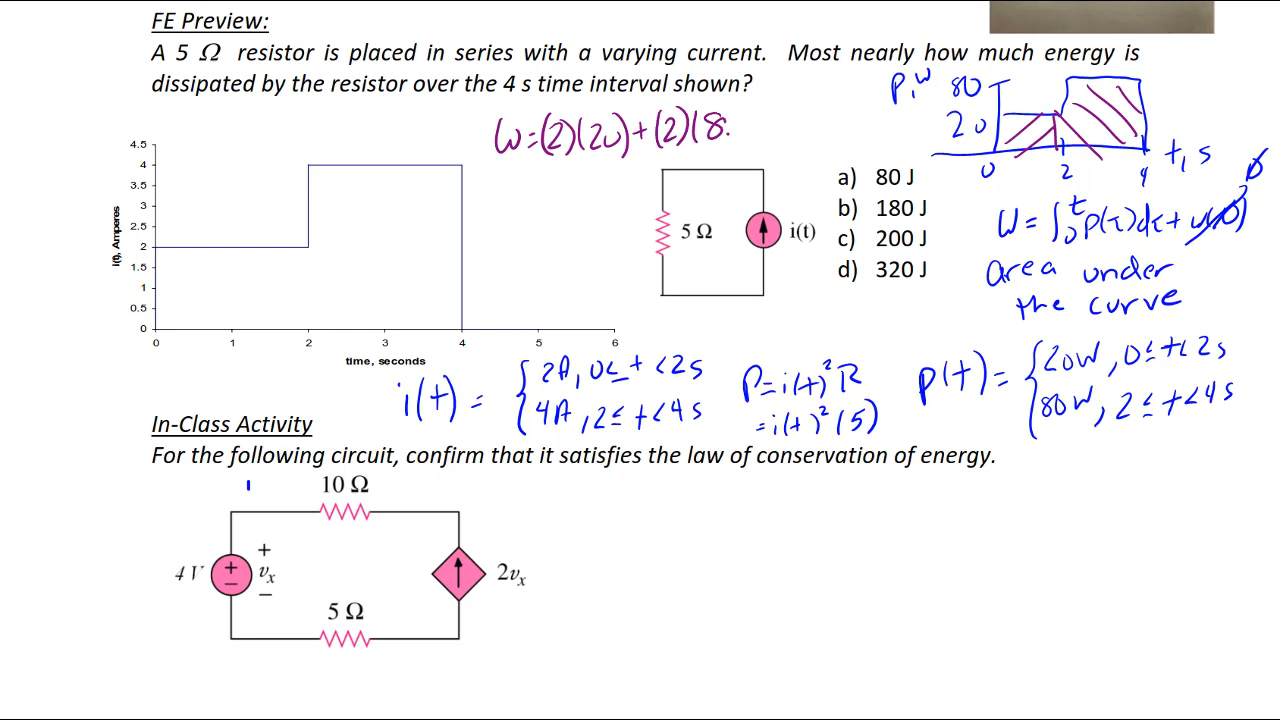 FE Preview:
A 5 Ω resistor is placed in series with a varying current. Most nearly how much energy is
dissipated by the resistor over the 4 s time interval shown?
P, W 80
20
0 2 4 t, s
W=(2)(20)+(2)(8
4.5
4
3.5
3
2.5
2
1.5
1
0.5
0
i(t), Amperes
0 1 2 3 4 5 6
time, seconds
5 Ω i(t)
a) 80 J
b) 180 J
c) 200 J
d) 320 J
W = ∫₀ᵗ P(τ)dτ + w(0) 0
area under
the curve
i(t) = { 2A, 0≤t<2s
4A, 2≤t<4s
P=i(t)²R
=i(t)²(5)
P(t)= { 20W, 0≤t<2s
80W, 2≤t<4s
In-Class Activity
For the following circuit, confirm that it satisfies the law of conservation of energy.
10 Ω
4 V + − + vₓ − 2vₓ
5 Ω